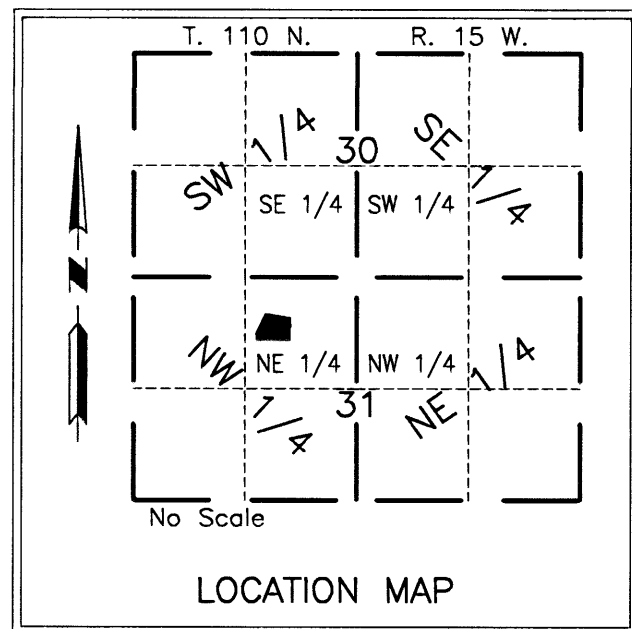 T. 110 N. R. 15 W.
SW 1/4
30
SE 1/4
SE 1/4 SW 1/4
N
NW 1/4
NE 1/4 NW 1/4
31
NE 1/4
No Scale
LOCATION MAP